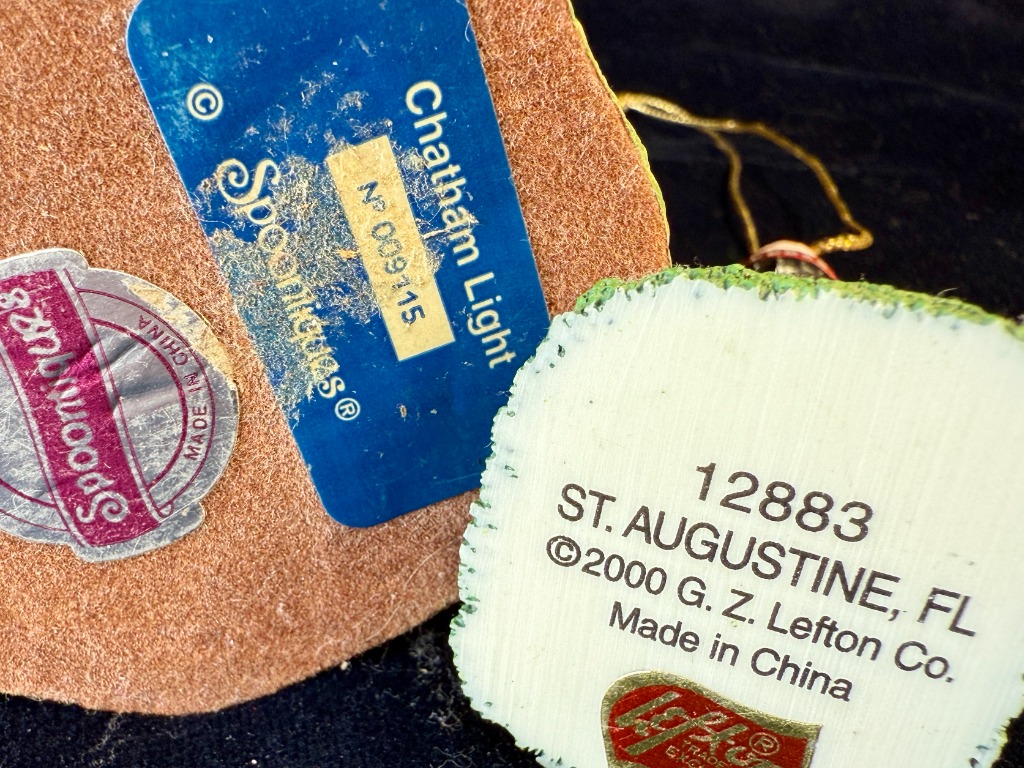 Chatham Light
Nº 009115
©
Spoontiques®
Spoontiques
MADE IN CHINA
12883
ST. AUGUSTINE, FL
©2000 G. Z. Lefton Co.
Made in China
Lefton®